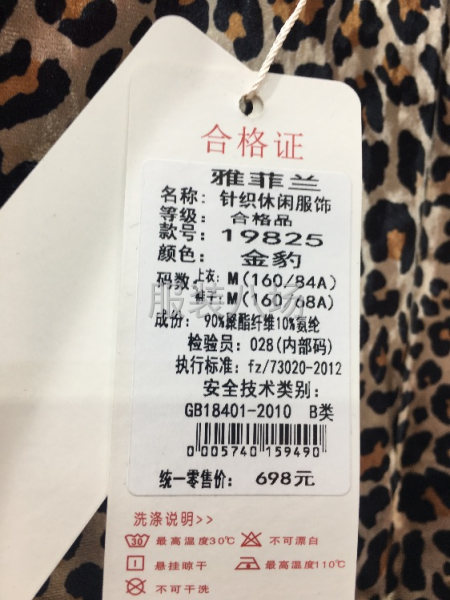 合格证
雅菲兰
名称: 针织休闲服饰
等级: 合格品
款号: 19825
颜色: 金豹
码数: 上衣: M(160/84A)
裤子: M(160/68A)
服装八场
成份: 90%聚酯纤维10%氨纶
检验员: 028(内部码)
执行标准: fz/73020-2012
安全技术类别:
GB18401-2010 B类
0005740159490
统一零售价: 698元
洗涤说明>>
30 最高温度30℃ 不可漂白
悬挂晾干 最高温度110℃
不可干洗